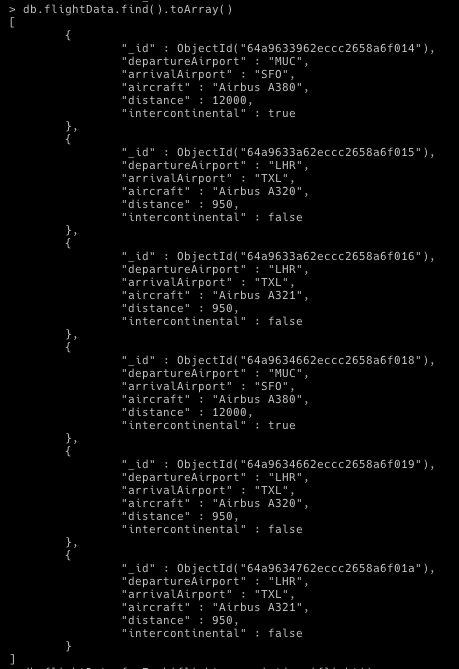 > db.flightData.find().toArray()
[
{
"_id" : ObjectId("64a9633962eccc2658a6f014"),
"departureAirport" : "MUC",
"arrivalAirport" : "SFO",
"aircraft" : "Airbus A380",
"distance" : 12000,
"intercontinental" : true
},
{
"_id" : ObjectId("64a9633a62eccc2658a6f015"),
"departureAirport" : "LHR",
"arrivalAirport" : "TXL",
"aircraft" : "Airbus A320",
"distance" : 950,
"intercontinental" : false
},
{
"_id" : ObjectId("64a9633a62eccc2658a6f016"),
"departureAirport" : "LHR",
"arrivalAirport" : "TXL",
"aircraft" : "Airbus A321",
"distance" : 950,
"intercontinental" : false
},
{
"_id" : ObjectId("64a9634662eccc2658a6f018"),
"departureAirport" : "MUC",
"arrivalAirport" : "SFO",
"aircraft" : "Airbus A380",
"distance" : 12000,
"intercontinental" : true
},
{
"_id" : ObjectId("64a9634662eccc2658a6f019"),
"departureAirport" : "LHR",
"arrivalAirport" : "TXL",
"aircraft" : "Airbus A320",
"distance" : 950,
"intercontinental" : false
},
{
"_id" : ObjectId("64a9634762eccc2658a6f01a"),
"departureAirport" : "LHR",
"arrivalAirport" : "TXL",
"aircraft" : "Airbus A321",
"distance" : 950,
"intercontinental" : false
}
]